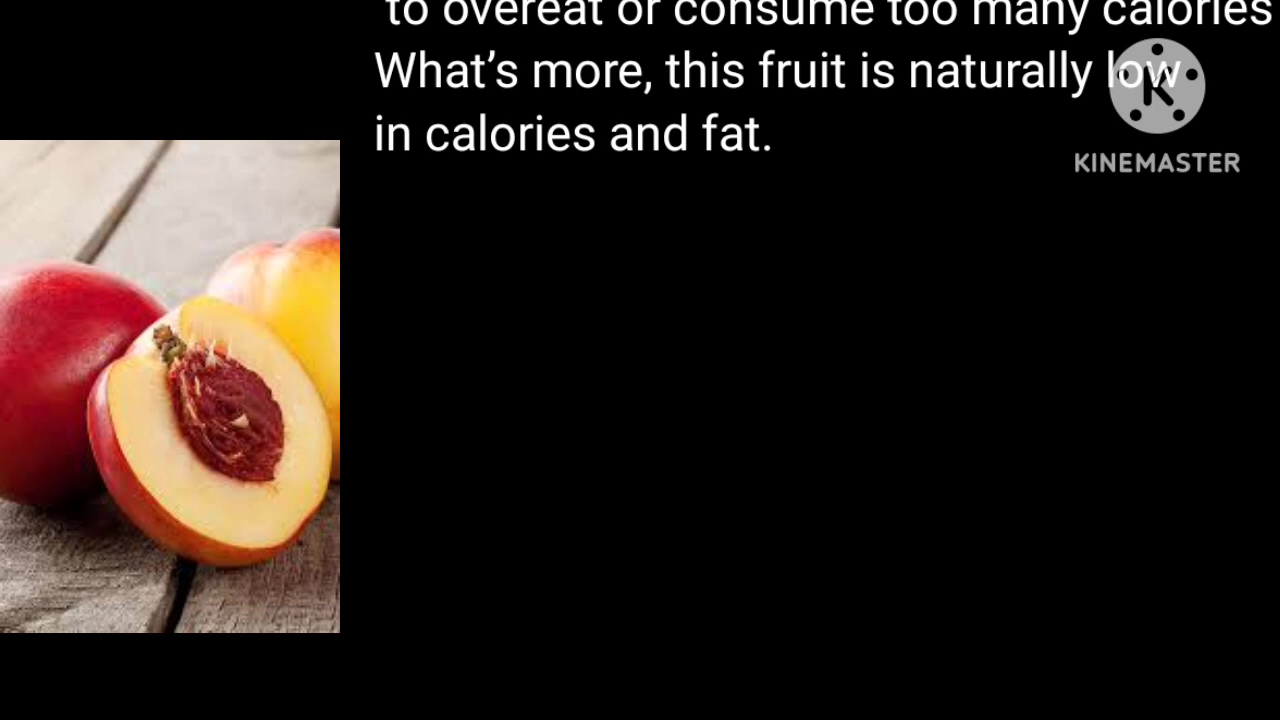 to overeat or consume too many calories
What’s more, this fruit is naturally low
in calories and fat.
K
KINEMASTER